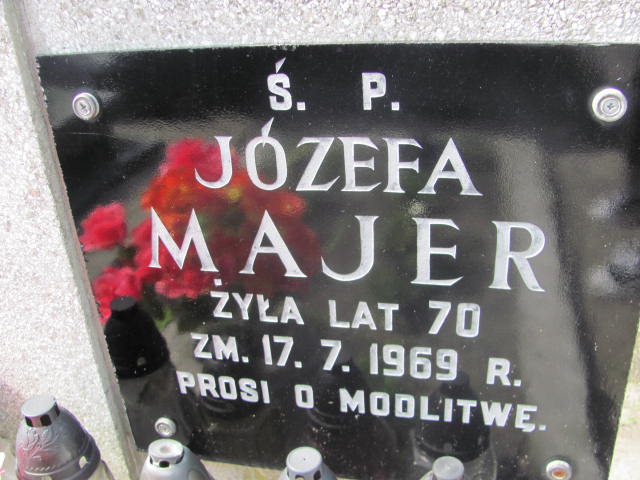 Ś. P.
JÓZEFA
MAJER
ŻYŁA LAT 70
ZM. 17. 7. 1969 R.
PROSI O MODLITWĘ.